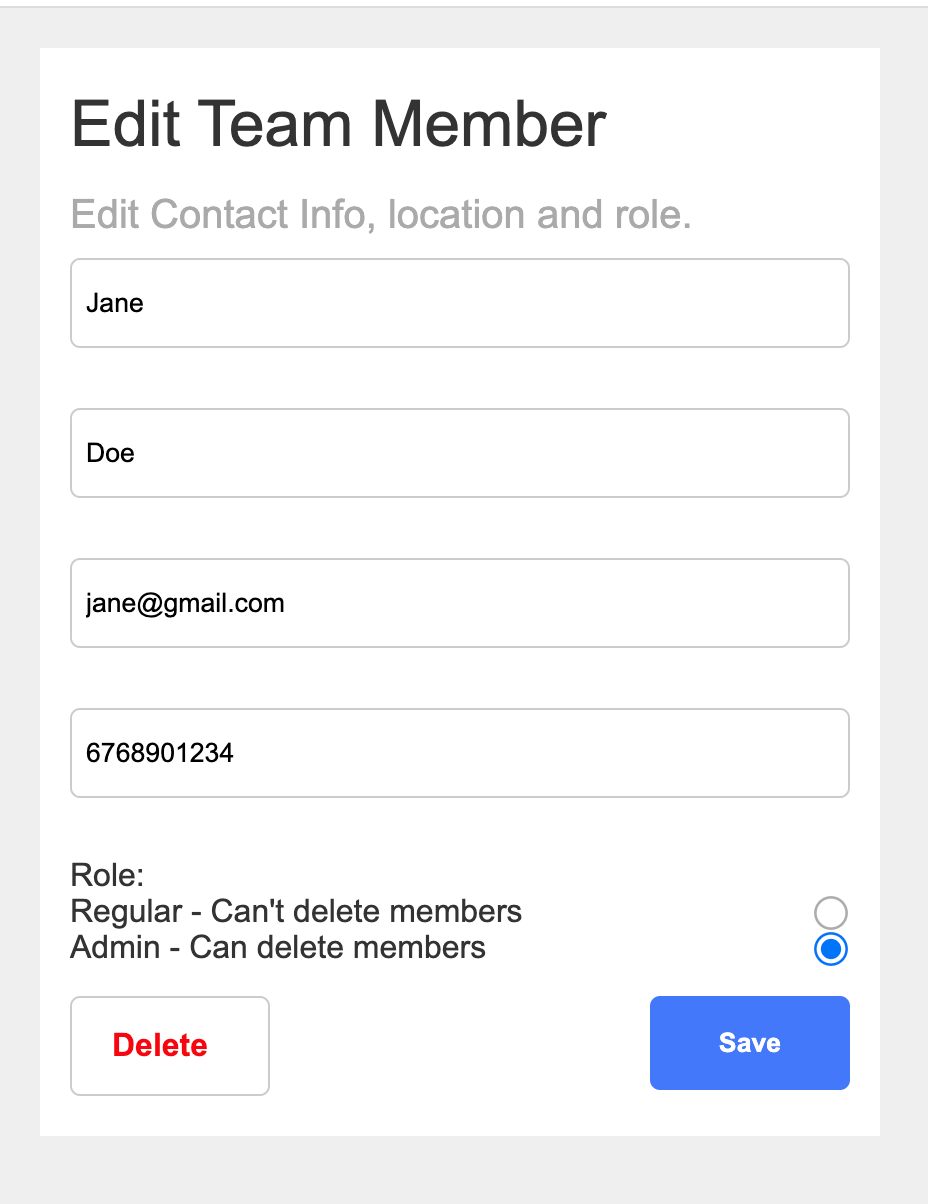 Edit Team Member
Edit Contact Info, location and role.
Jane
Doe
jane@gmail.com
6768901234
Role:
Regular - Can't delete members
Admin - Can delete members
Delete
Save